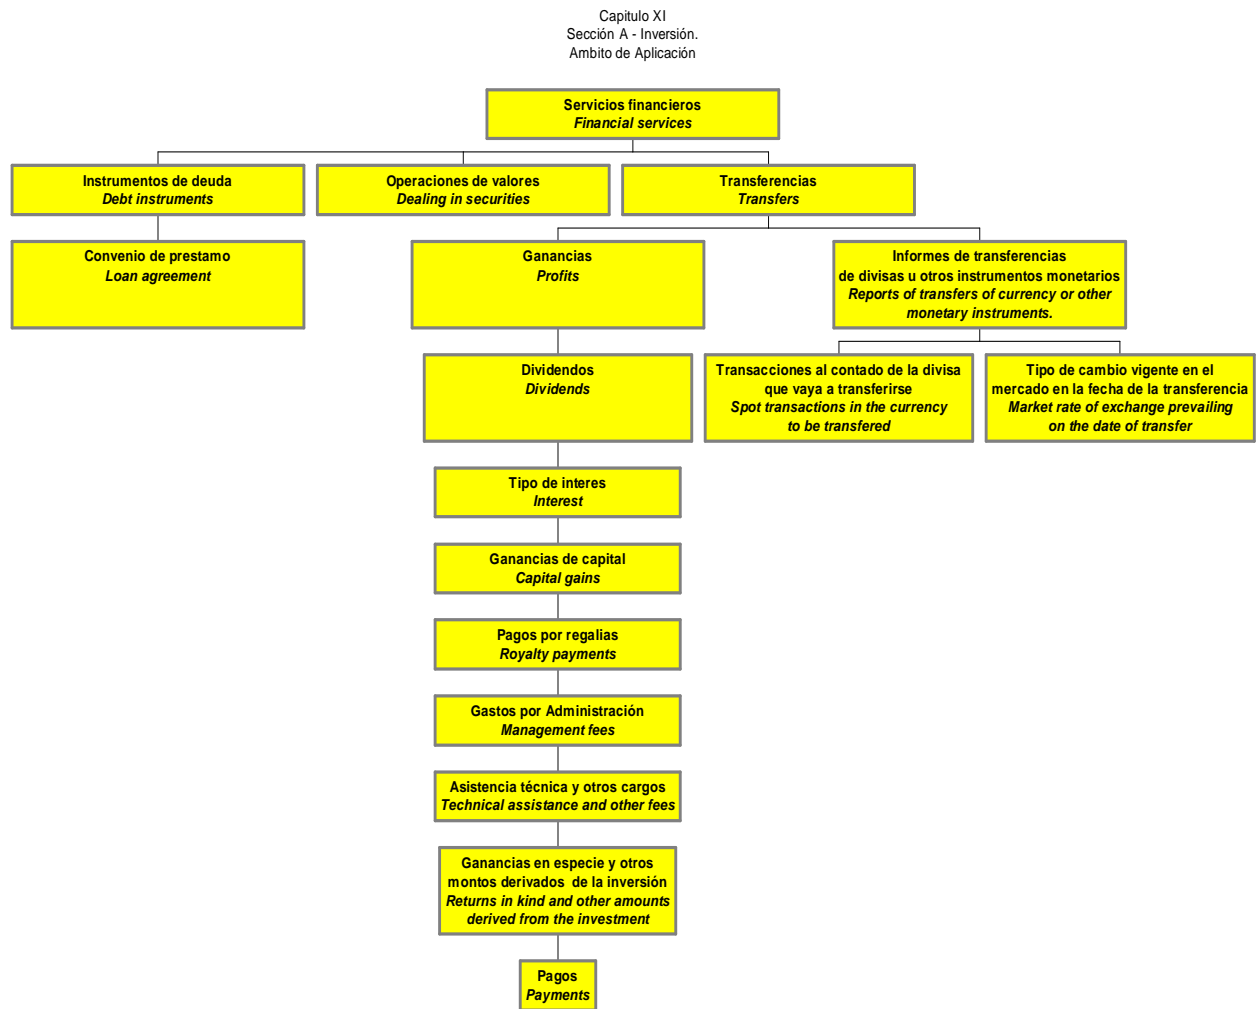 Capitulo XI
Sección A - Inversión.
Ambito de Aplicación
Servicios financieros
Financial services
Instrumentos de deuda
Debt instruments
Operaciones de valores
Dealing in securities
Transferencias
Transfers
Convenio de prestamo
Loan agreement
Ganancias
Profits
Informes de transferencias
de divisas u otros instrumentos monetarios
Reports of transfers of currency or other
monetary instruments.
Dividendos
Dividends
Transacciones al contado de la divisa
que vaya a transferirse
Spot transactions in the currency
to be transfered
Tipo de cambio vigente en el
mercado en la fecha de la transferencia
Market rate of exchange prevailing
on the date of transfer
Tipo de interes
Interest
Ganancias de capital
Capital gains
Pagos por regalias
Royalty payments
Gastos por Administración
Management fees
Asistencia técnica y otros cargos
Technical assistance and other fees
Ganancias en especie y otros
montos derivados de la inversión
Returns in kind and other amounts
derived from the investment
Pagos
Payments